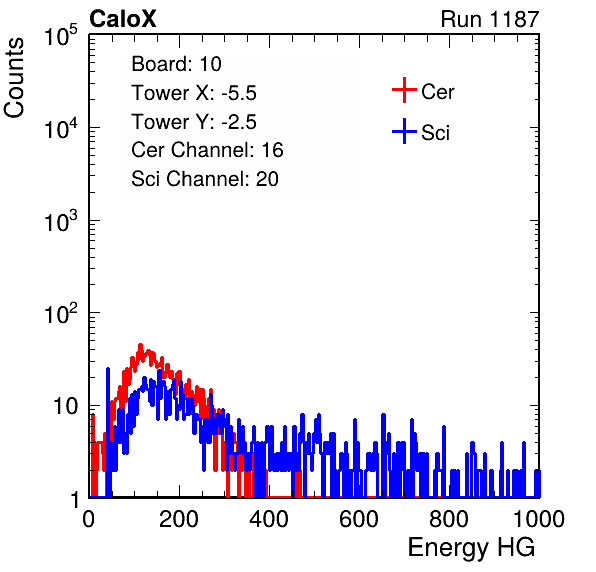 CaloX Run 1187
Counts
Board: 10
Tower X: -5.5
Tower Y: -2.5
Cer Channel: 16
Sci Channel: 20
Cer
Sci
10^5
10^4
10^3
10^2
10
1
0 200 400 600 800 1000
Energy HG